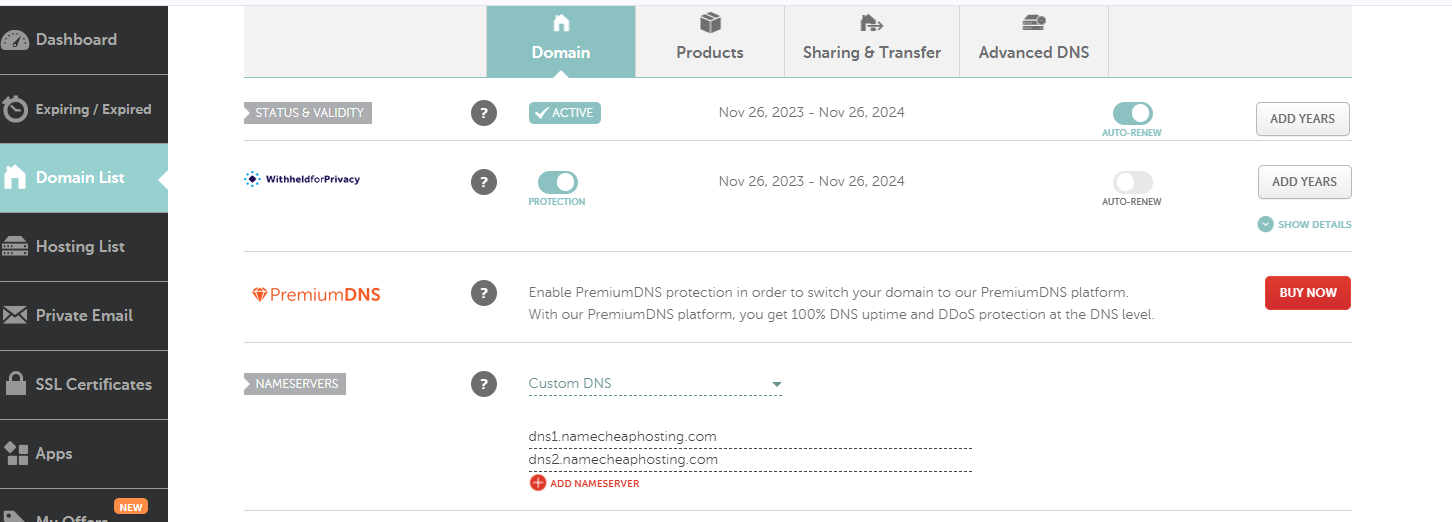 Dashboard
Expiring / Expired
Domain List
Hosting List
Private Email
SSL Certificates
Apps
NEW
My Offers
Domain
Products
Sharing & Transfer
Advanced DNS
STATUS & VALIDITY
?
ACTIVE
Nov 26, 2023 - Nov 26, 2024
AUTO-RENEW
ADD YEARS
WithheldforPrivacy
?
PROTECTION
Nov 26, 2023 - Nov 26, 2024
AUTO-RENEW
ADD YEARS
SHOW DETAILS
PremiumDNS
?
Enable PremiumDNS protection in order to switch your domain to our PremiumDNS platform.
With our PremiumDNS platform, you get 100% DNS uptime and DDoS protection at the DNS level.
BUY NOW
NAMESERVERS
?
Custom DNS
dns1.namecheaphosting.com
dns2.namecheaphosting.com
ADD NAMESERVER